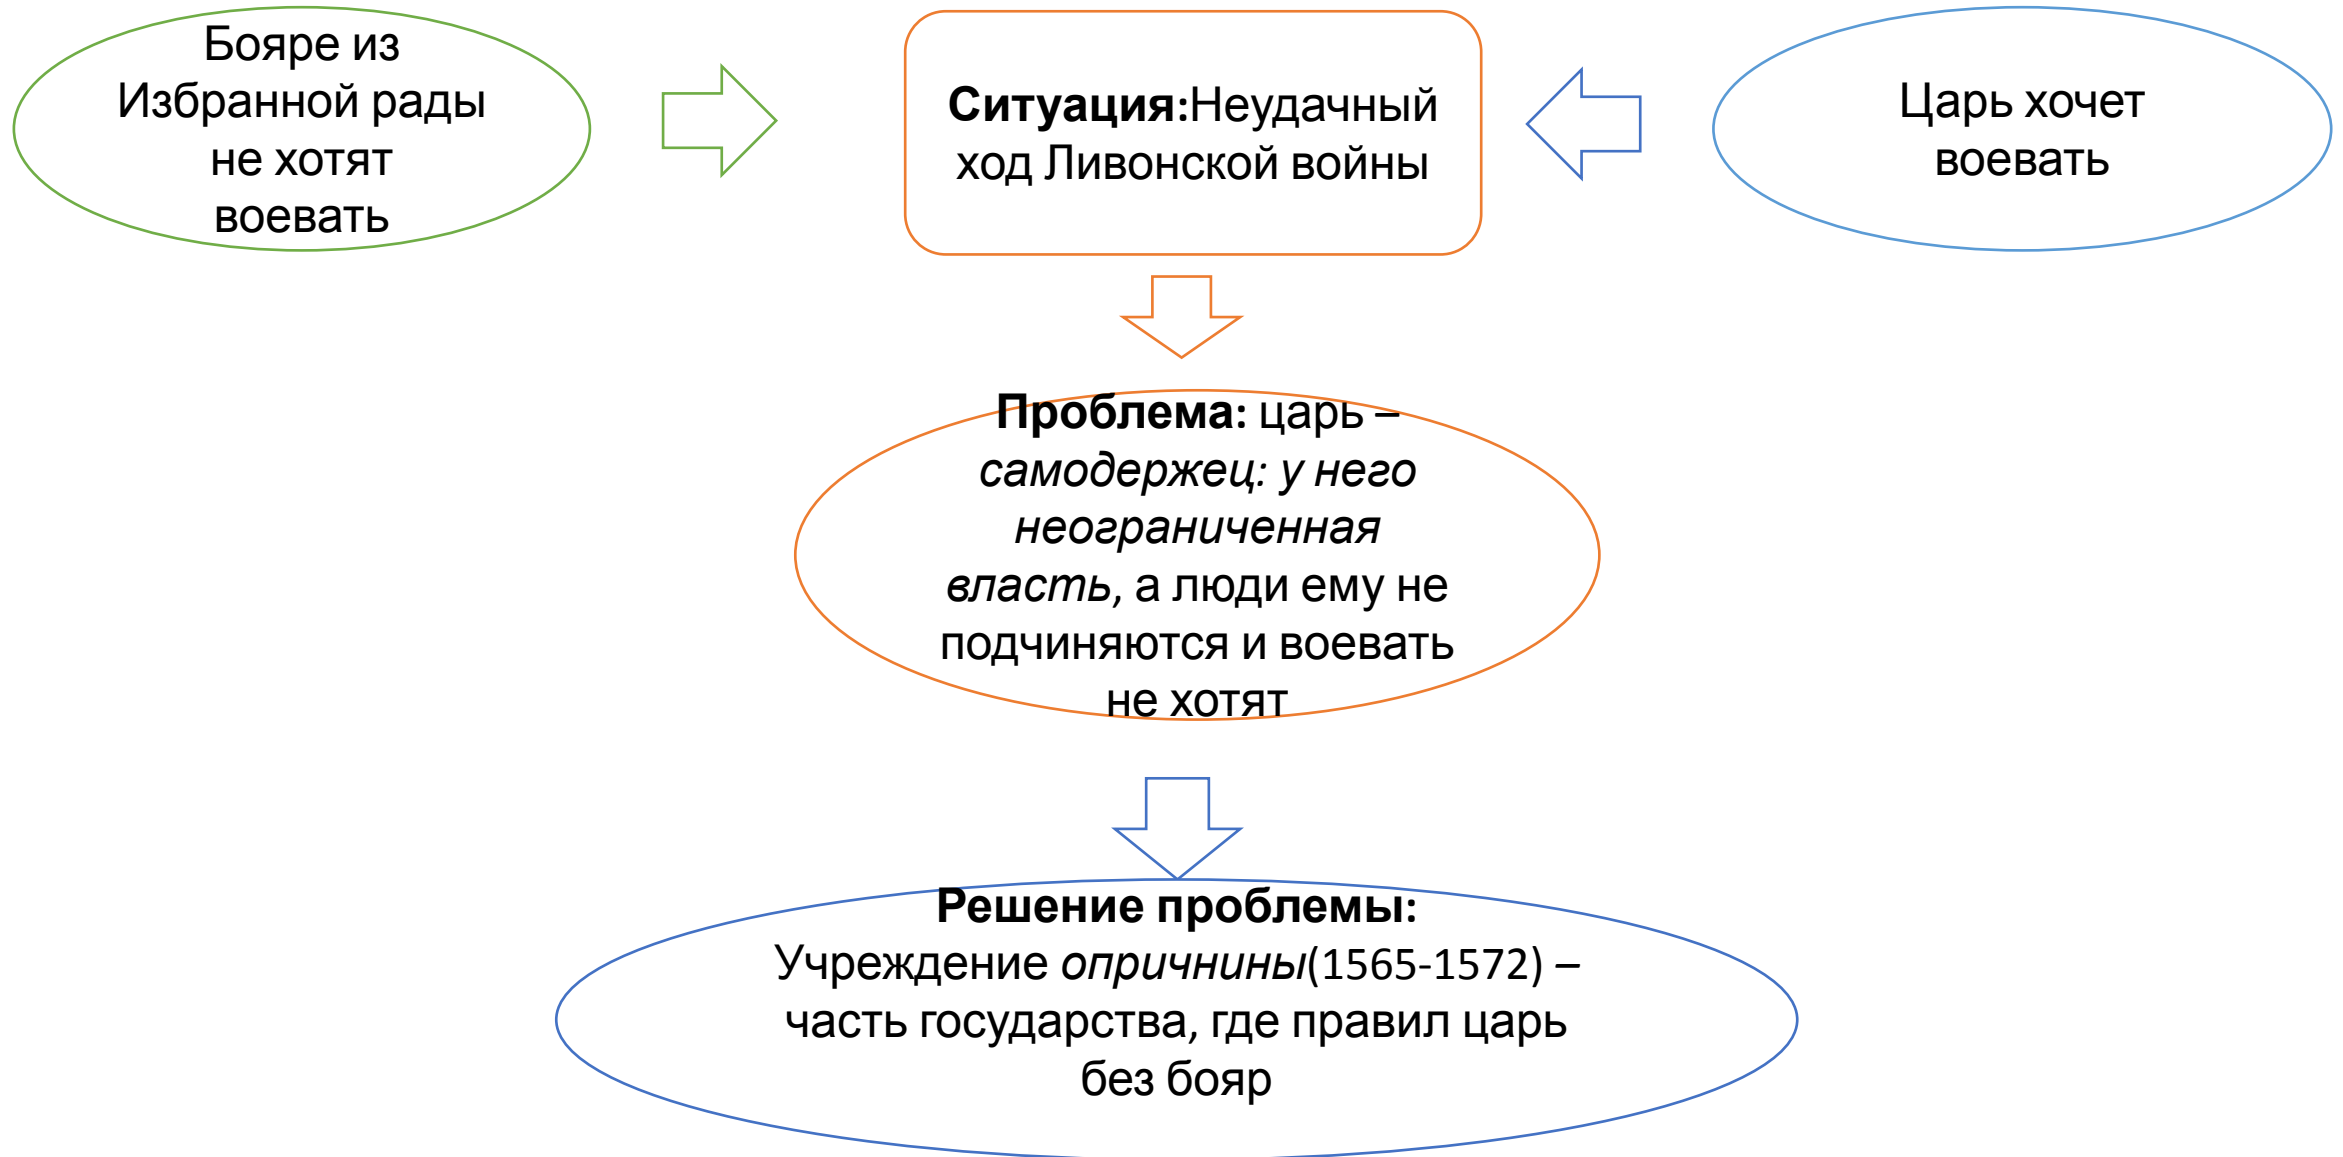 Бояре из
Избранной рады
не хотят
воевать
Ситуация:Неудачный
ход Ливонской войны
Царь хочет
воевать
Проблема: царь –
самодержец: у него
неограниченная
власть, а люди ему не
подчиняются и воевать
не хотят
Решение проблемы:
Учреждение опричнины(1565-1572) –
часть государства, где правил царь
без бояр